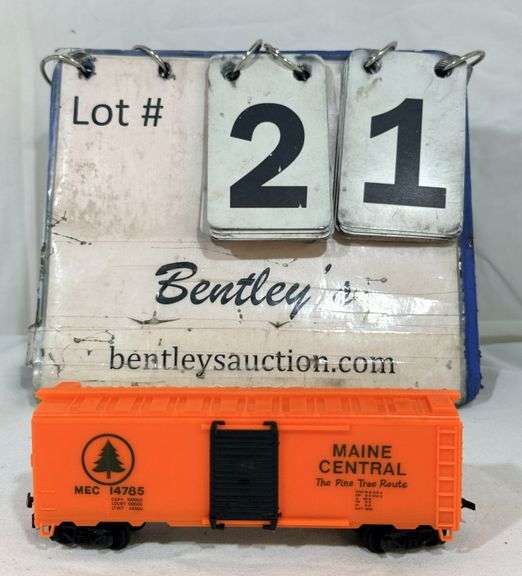 Lot # 2 1
Bentley's
bentleysauction.com
MEC 14785
MAINE
CENTRAL
The Pine Tree Route